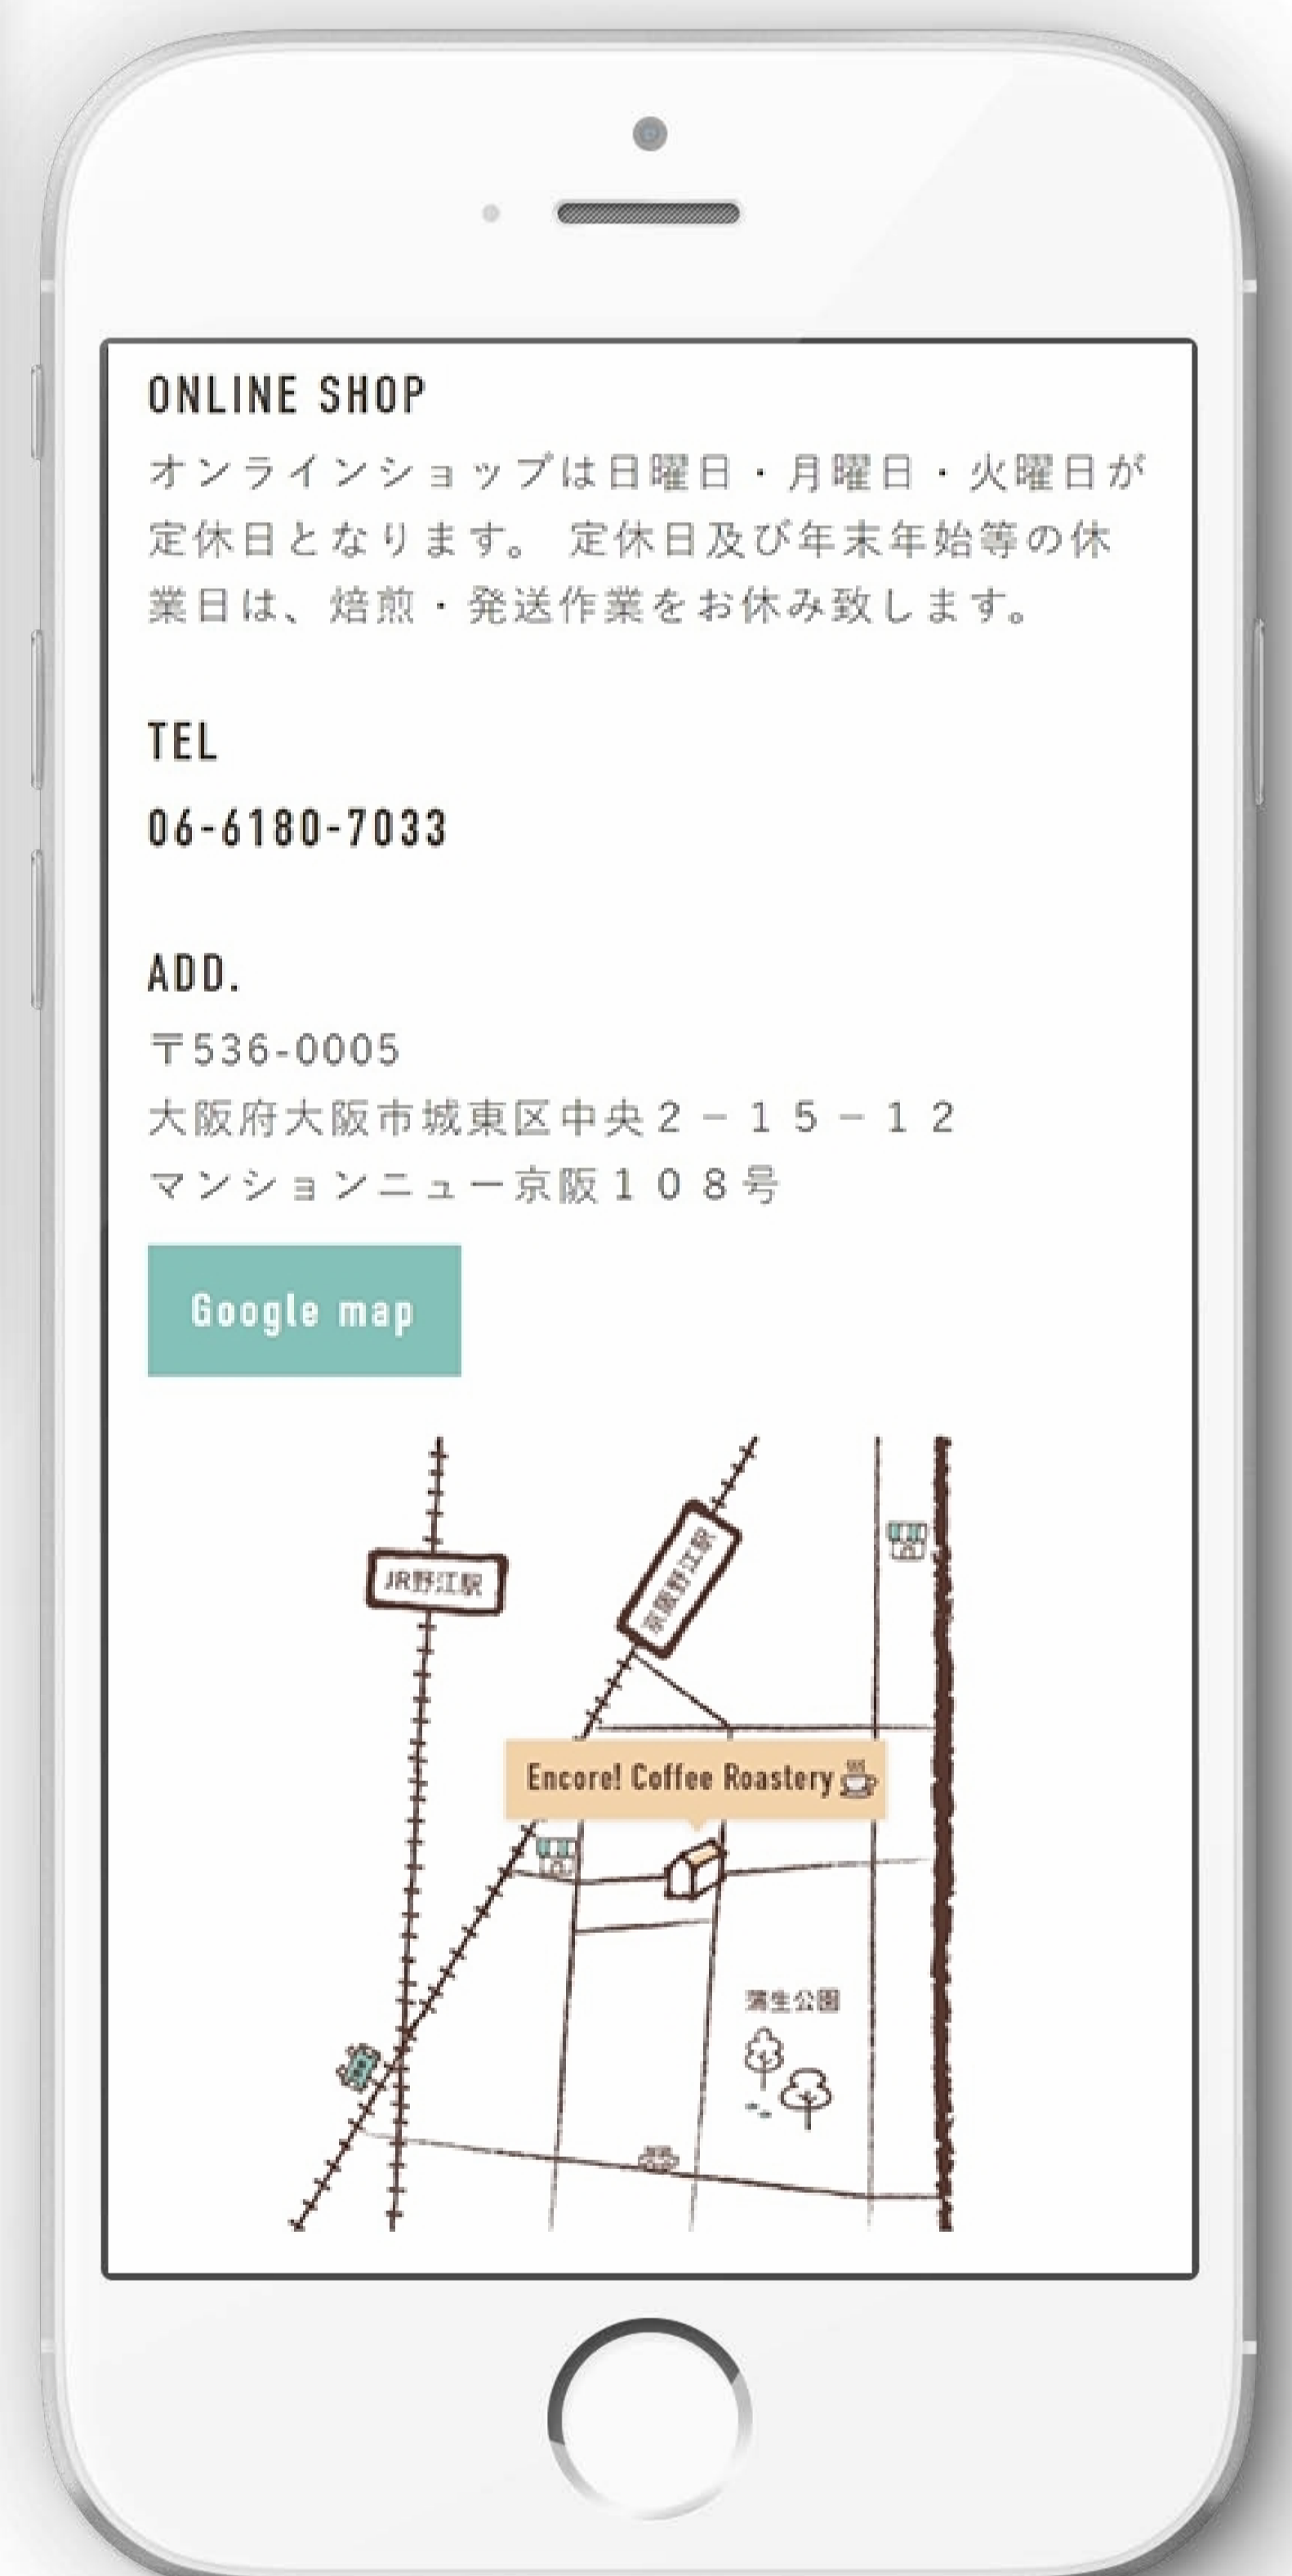 ONLINE SHOP
オンラインショップは日曜日・月曜日・火曜日が
定休日となります。 定休日及び年末年始等の休
業日は、焙煎・発送作業をお休み致します。
TEL
06-6180-7033
ADD.
〒536-0005
大阪府大阪市城東区中央２−１５−１２
マンションニュー京阪１０８号
Google map
JR野江駅
京阪野江駅
Encore! Coffee Roastery
蒲生公園